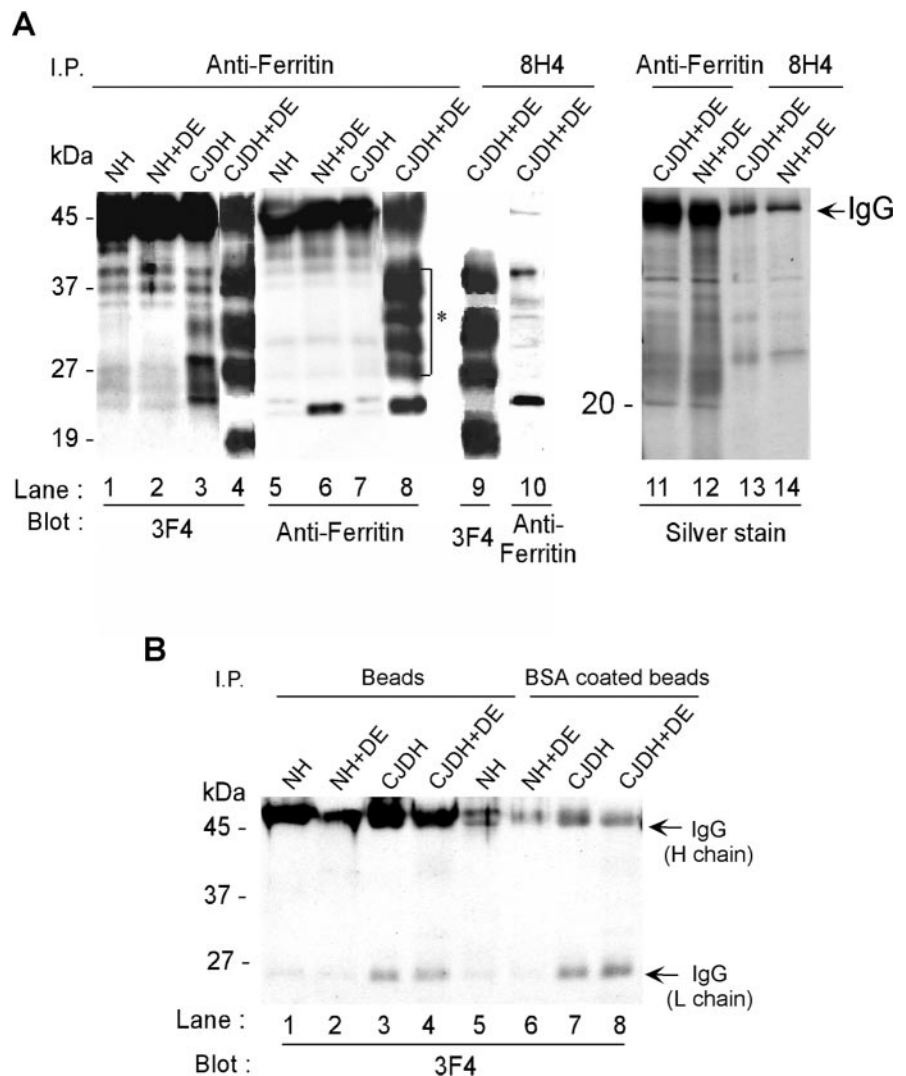 A
I.P. Anti-Ferritin 8H4 Anti-Ferritin 8H4
kDa NH NH+DE CJDH CJDH+DE NH NH+DE CJDH CJDH+DE CJDH+DE CJDH+DE CJDH+DE NH+DE CJDH+DE NH+DE
45 - ←IgG
37 -
*
27 -
20 -
19 -
Lane : 1 2 3 4 5 6 7 8 9 10 11 12 13 14
Blot : 3F4 Anti-Ferritin 3F4 Anti-Ferritin Silver stain
B
I.P. Beads BSA coated beads
NH NH+DE CJDH CJDH+DE NH NH+DE CJDH CJDH+DE
kDa
45 - ← IgG
(H chain)
37 -
27 - ← IgG
(L chain)
Lane : 1 2 3 4 5 6 7 8
Blot : 3F4